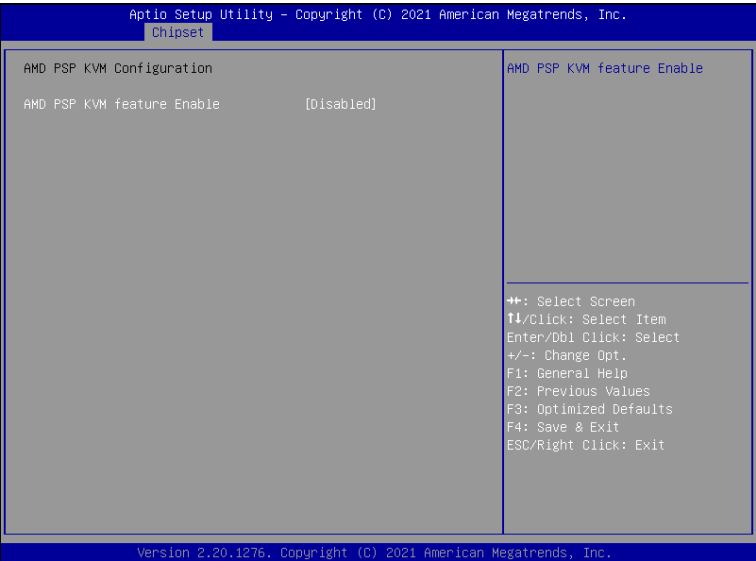 Aptio Setup Utility – Copyright (C) 2021 American Megatrends, Inc.
Chipset
AMD PSP KVM Configuration
AMD PSP KVM feature Enable [Disabled]
AMD PSP KVM feature Enable
→←: Select Screen
↑↓/Click: Select Item
Enter/Dbl Click: Select
+/-: Change Opt.
F1: General Help
F2: Previous Values
F3: Optimized Defaults
F4: Save & Exit
ESC/Right Click: Exit
Version 2.20.1276. Copyright (C) 2021 American Megatrends, Inc.